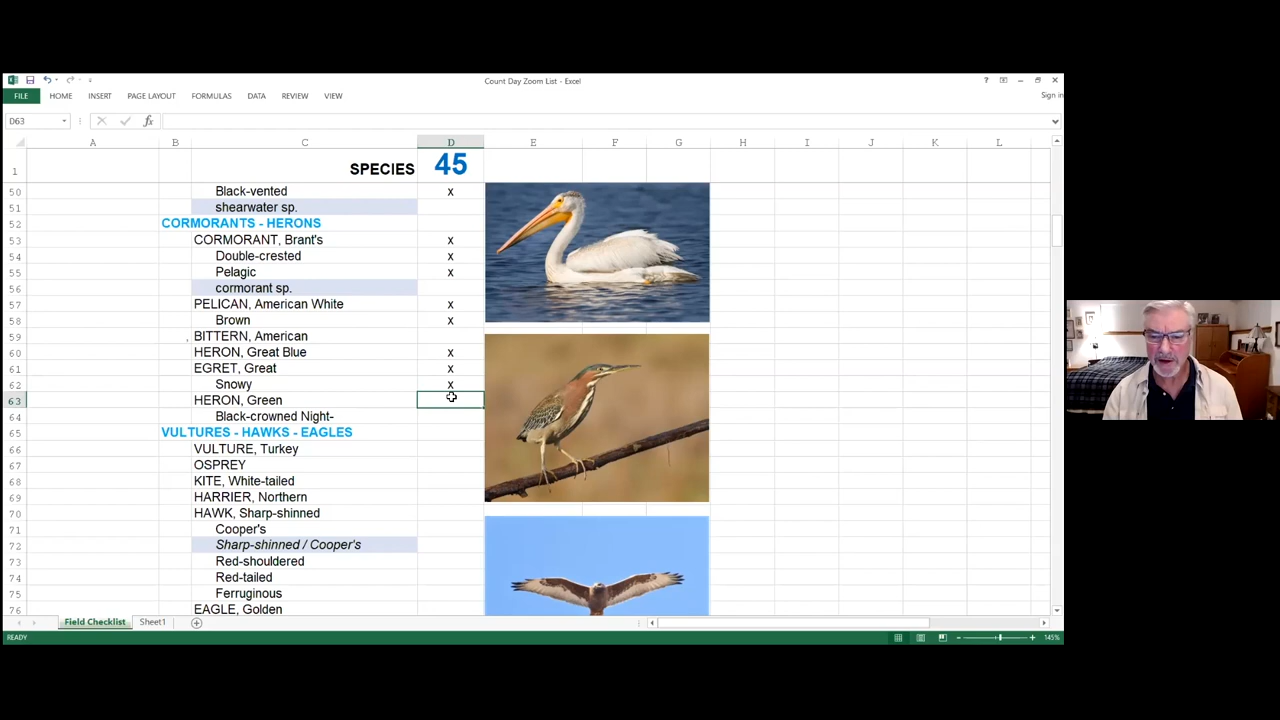 Count Day Zoom List - Excel
FILE HOME INSERT PAGE LAYOUT FORMULAS DATA REVIEW VIEW
Sign in
D63
A B C D E F G H I J K L
1 SPECIES 45
50 Black-vented x
51 shearwater sp.
52 CORMORANTS - HERONS
53 CORMORANT, Brant's x
54 Double-crested x
55 Pelagic x
56 cormorant sp.
57 PELICAN, American White x
58 Brown x
59 , BITTERN, American
60 HERON, Great Blue x
61 EGRET, Great x
62 Snowy x
63 HERON, Green
64 Black-crowned Night-
65 VULTURES - HAWKS - EAGLES
66 VULTURE, Turkey
67 OSPREY
68 KITE, White-tailed
69 HARRIER, Northern
70 HAWK, Sharp-shinned
71 Cooper's
72 Sharp-shinned / Cooper's
73 Red-shouldered
74 Red-tailed
75 Ferruginous
76 EAGLE, Golden
Field Checklist Sheet1
READY
145%